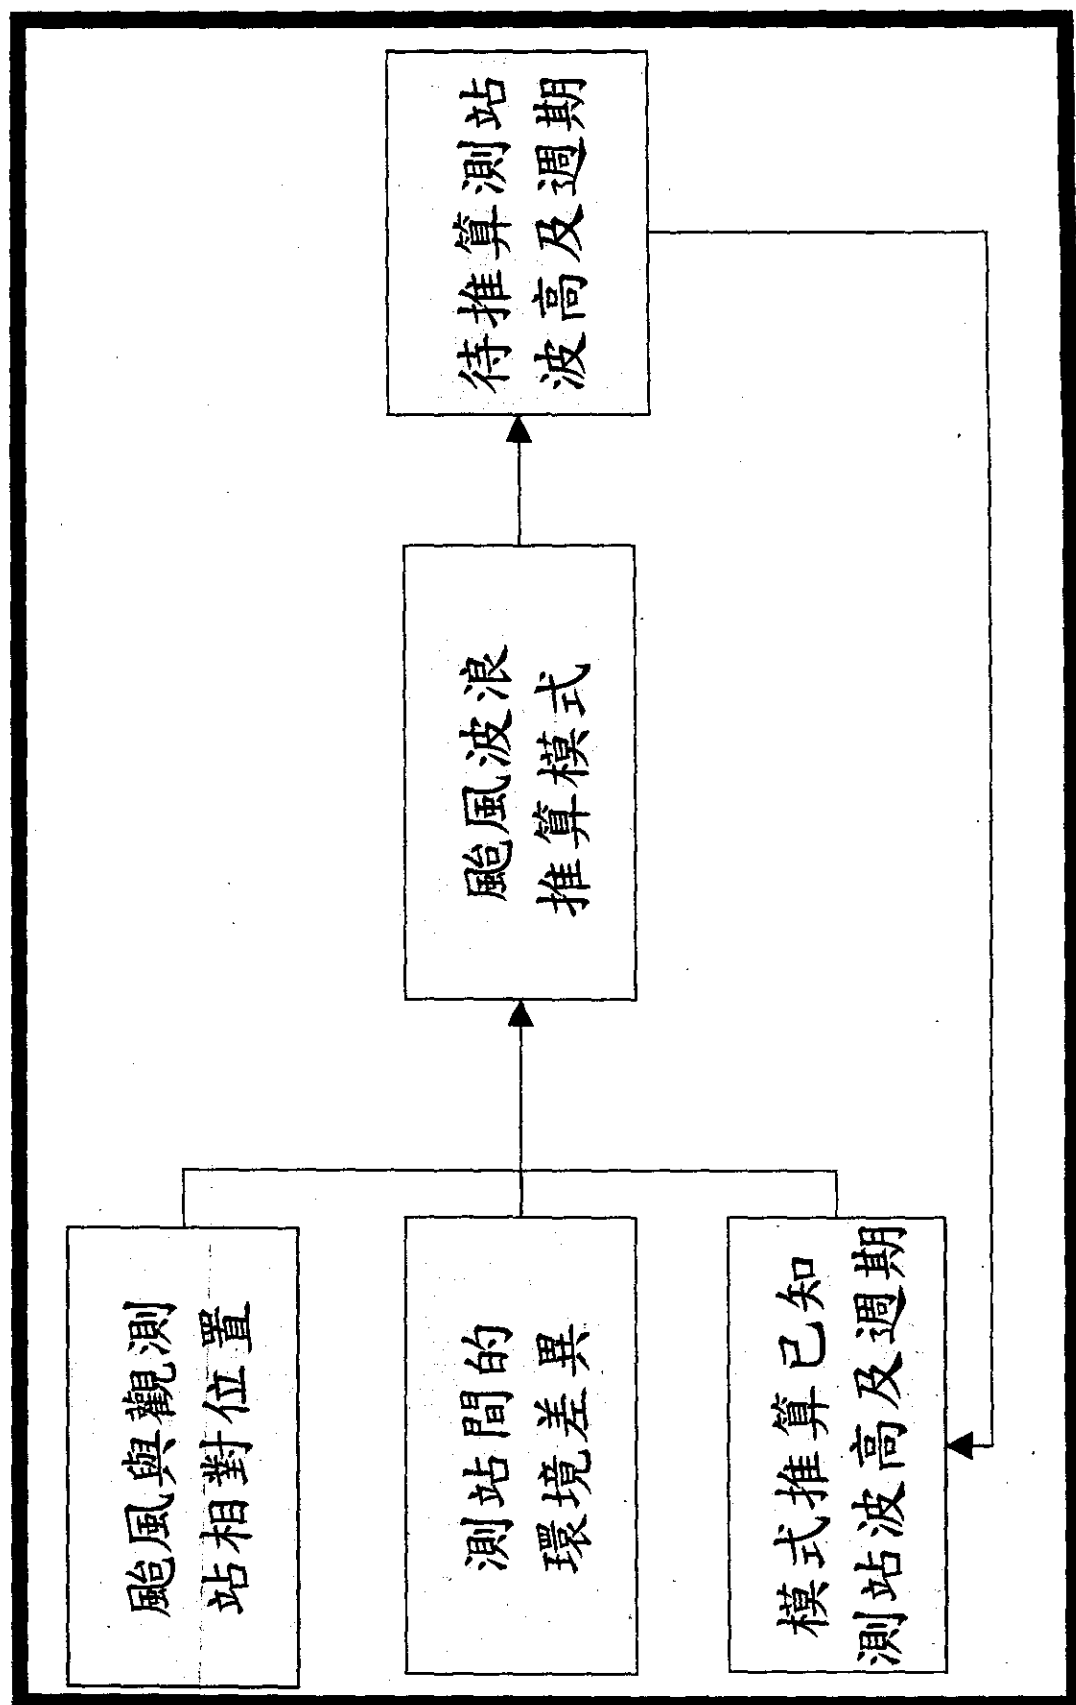 颱風與觀測
站相對位置
測站間的
環境差異
模式推算已知
測站波高及週期
颱風波浪
推算模式
待推算測站
波高及週期